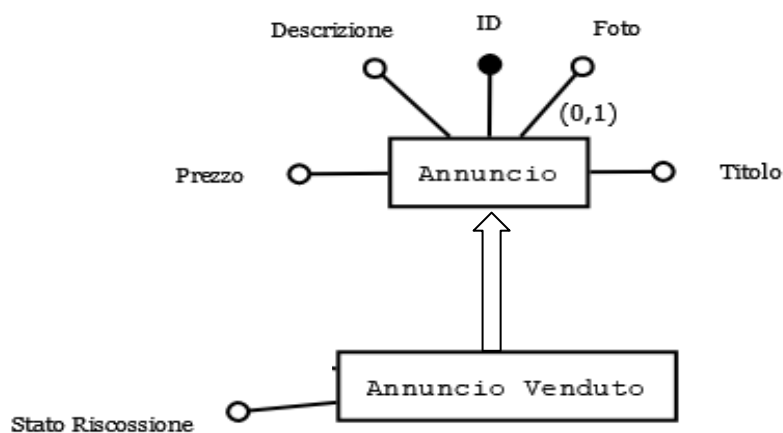 Descrizione
ID
Foto
(0,1)
Prezzo
Annuncio
Titolo
Annuncio Venduto
Stato Riscossione